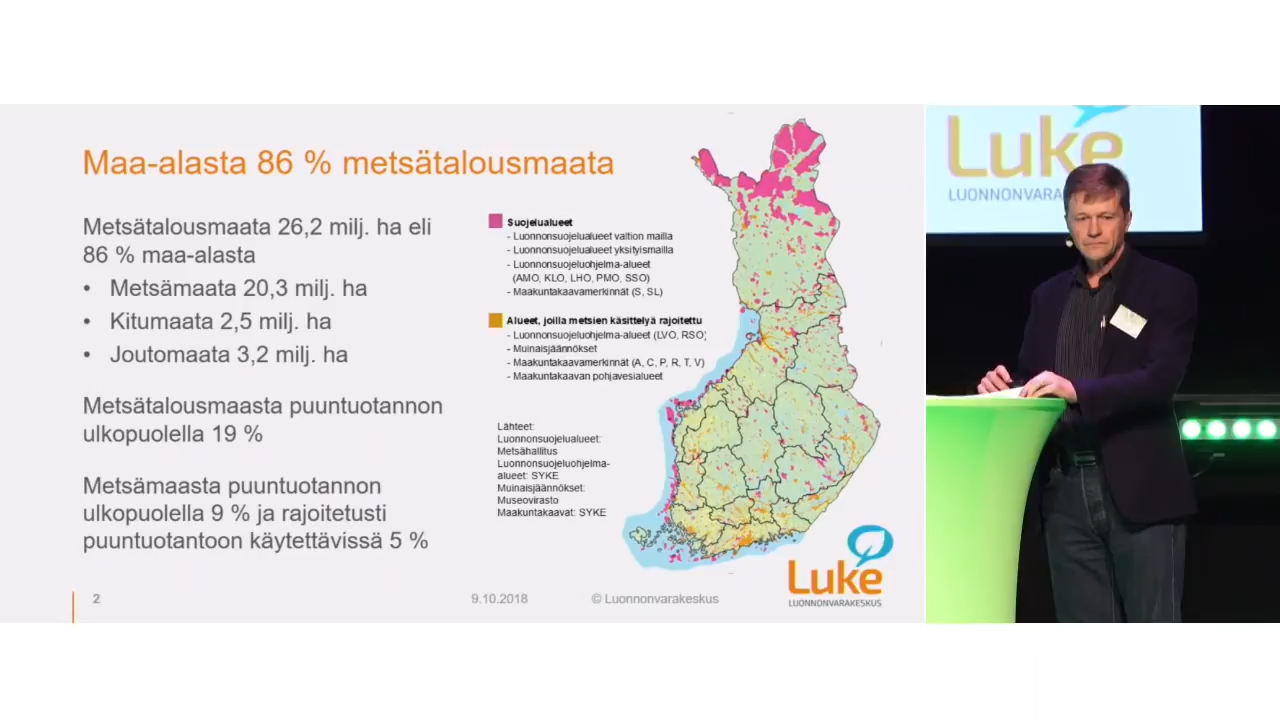 Maa-alasta 86 % metsätalousmaata
Metsätalousmaata 26,2 milj. ha eli
86 % maa-alasta
• Metsämaata 20,3 milj. ha
• Kitumaata 2,5 milj. ha
• Joutomaata 3,2 milj. ha
Metsätalousmaasta puuntuotannon
ulkopuolella 19 %
Metsämaasta puuntuotannon
ulkopuolella 9 % ja rajoitetusti
puuntuotantoon käytettävissä 5 %
Suojelualueet
- Luonnonsuojelualueet valtion mailla
- Luonnonsuojelualueet yksityismailla
- Luonnonsuojeluohjelma-alueet
(AMO, KLO, LHO, PMO, SSO)
- Maakuntakaavamerkinnät (S, SL)
Alueet, joilla metsien käsittelyä rajoitettu
- Luonnonsuojeluohjelma-alueet (LVO, RSO)
- Muinaisjäännökset
- Maakuntakaavamerkinnät (A, C, P, R, T, V)
- Maakuntakaavan pohjavesialueet
Lähteet:
Luonnonsuojelualueet:
Metsähallitus
Luonnonsuojeluohjelma-
alueet: SYKE
Muinaisjäännökset:
Museovirasto
Maakuntakaavat: SYKE
Luke
LUONNONVARAKESKUS
2
9.10.2018
© Luonnonvarakeskus
Luke
LUONNONVARA